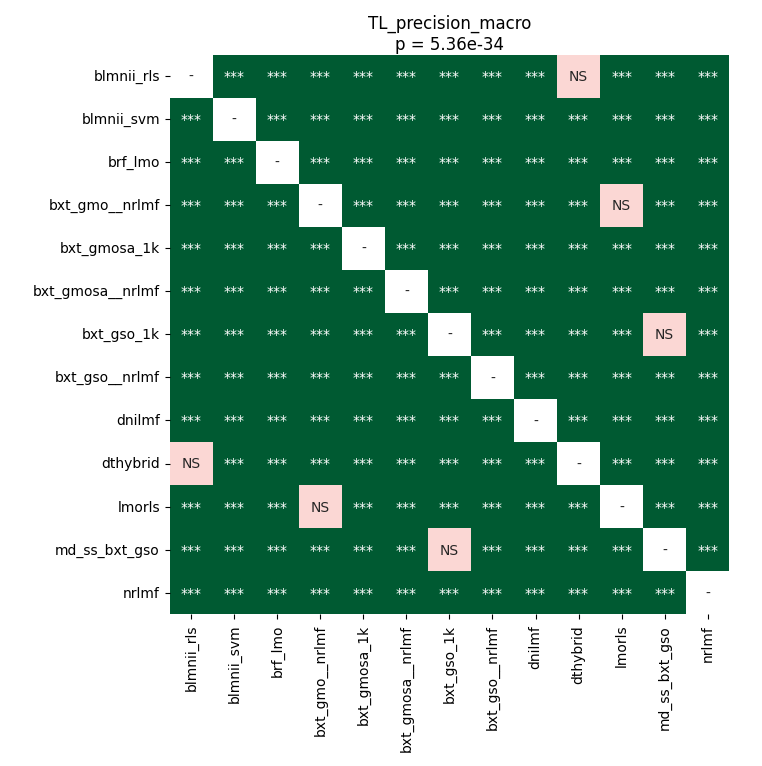 TL_precision_macro
p = 5.36e-34
blmnii_rls - *** *** *** *** *** *** *** *** NS *** *** ***
blmnii_svm *** - *** *** *** *** *** *** *** *** *** *** ***
brf_lmo *** *** - *** *** *** *** *** *** *** *** *** ***
bxt_gmo__nrlmf *** *** *** - *** *** *** *** *** *** NS *** ***
bxt_gmosa_1k *** *** *** *** - *** *** *** *** *** *** *** ***
bxt_gmosa__nrlmf *** *** *** *** *** - *** *** *** *** *** *** ***
bxt_gso_1k *** *** *** *** *** *** - *** *** *** *** NS ***
bxt_gso__nrlmf *** *** *** *** *** *** *** - *** *** *** *** ***
dnilmf *** *** *** *** *** *** *** *** - *** *** *** ***
dthybrid NS *** *** *** *** *** *** *** *** - *** *** ***
lmorls *** *** *** NS *** *** *** *** *** *** - *** ***
md_ss_bxt_gso *** *** *** *** *** *** NS *** *** *** *** - ***
nrlmf *** *** *** *** *** *** *** *** *** *** *** *** -
blmnii_rls
blmnii_svm
brf_lmo
bxt_gmo__nrlmf
bxt_gmosa_1k
bxt_gmosa__nrlmf
bxt_gso_1k
bxt_gso__nrlmf
dnilmf
dthybrid
lmorls
md_ss_bxt_gso
nrlmf